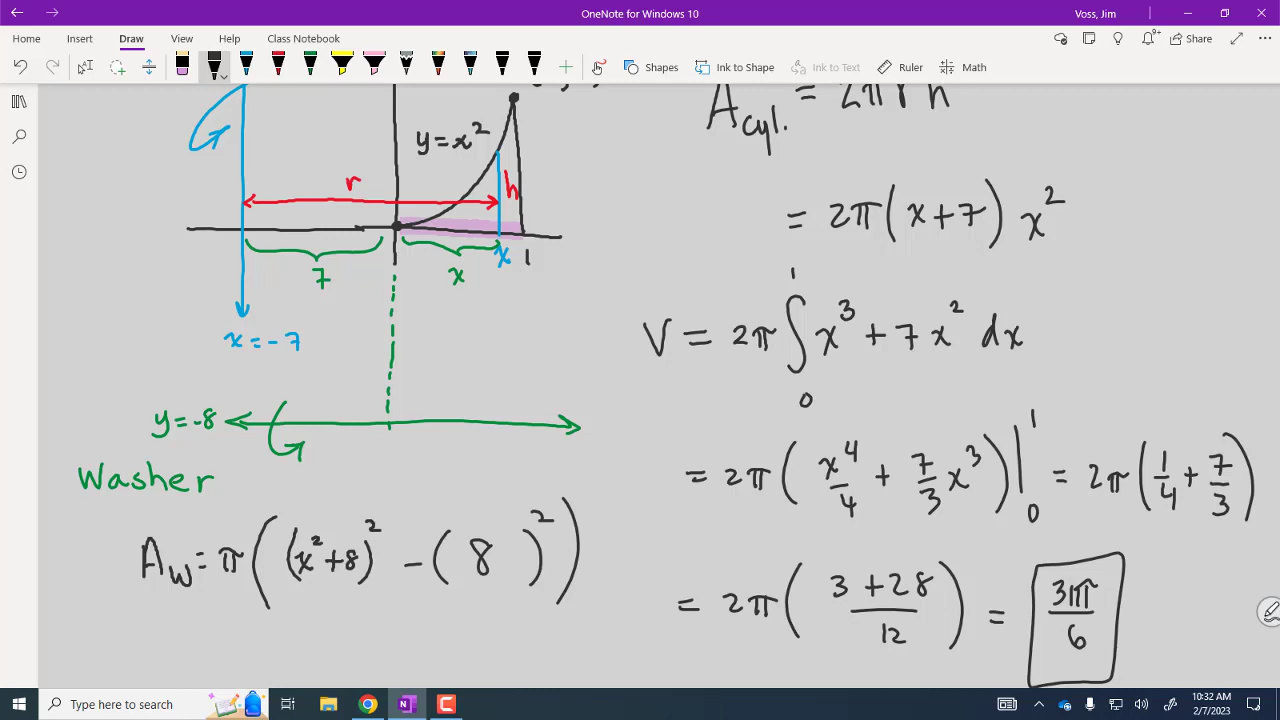 OneNote for Windows 10
Voss, Jim
Home Insert Draw View Help Class Notebook
Share
Shapes Ink to Shape Ink to Text Ruler Math
y = x²
r
h
7
x
x
1
x = -7
y = -8
Washer
A_W = π((x²+8)² - (8)²)
A_cyl. = 2πrh
= 2π(x+7) x²
V = 2π ∫₀¹ x³ + 7x² dx
= 2π(x⁴/4 + 7/3 x³)|₀¹ = 2π(1/4 + 7/3)
= 2π((3+28)/12) = 31π/6
Type here to search
10:32 AM
2/7/2023